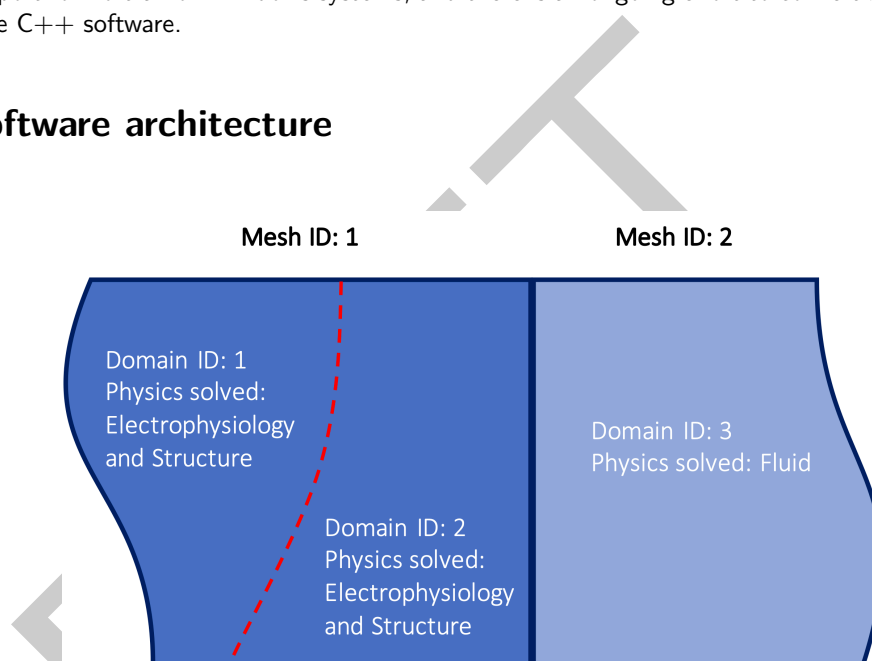 e C++ software.
ftware architecture
Mesh ID: 1
Mesh ID: 2
Domain ID: 1
Physics solved:
Electrophysiology
and Structure
Domain ID: 3
Physics solved: Fluid
Domain ID: 2
Physics solved:
Electrophysiology
and Structure